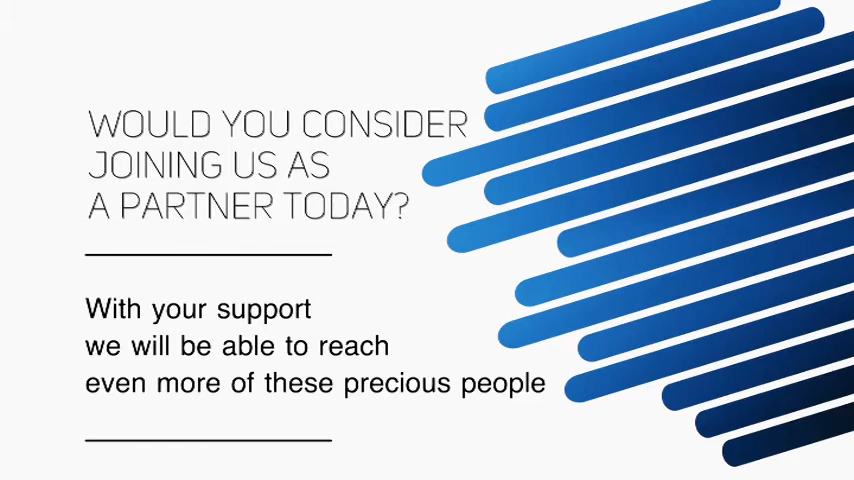 WOULD YOU CONSIDER
JOINING US AS
A PARTNER TODAY?
With your support
we will be able to reach
even more of these precious people